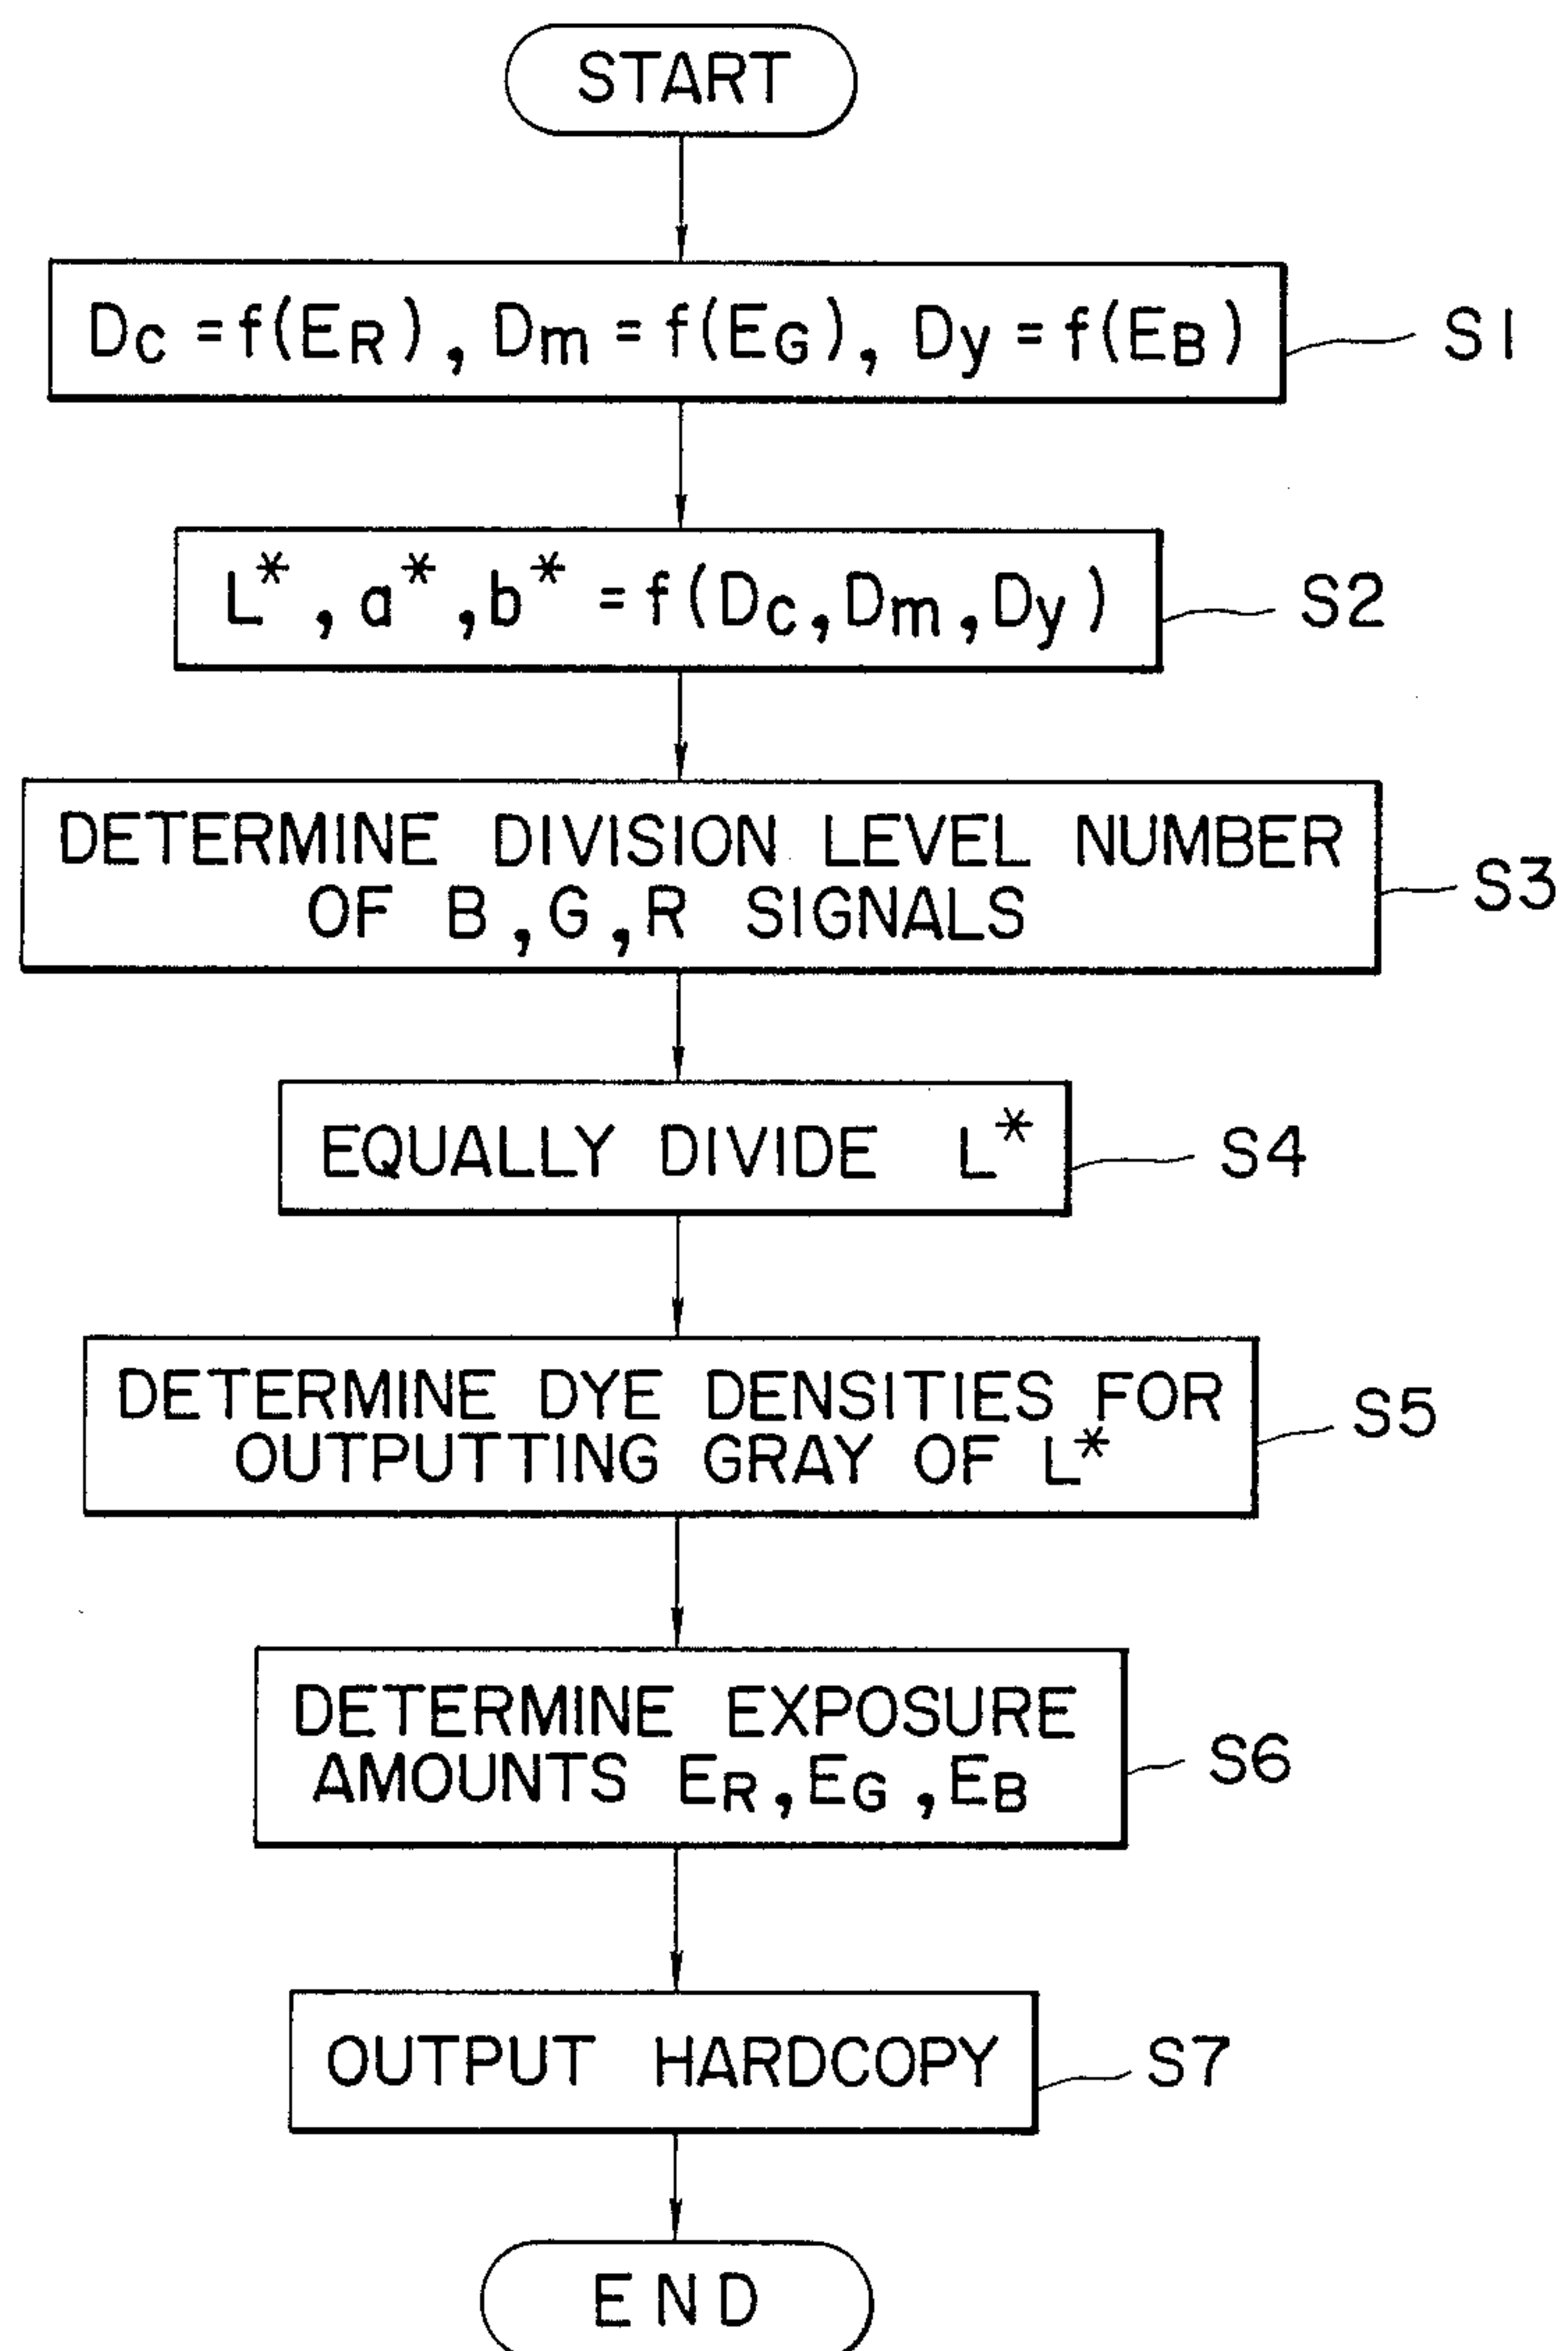 START
Dc = f(ER), Dm = f(EG), Dy = f(EB)
S1
L*, a*, b* = f(Dc, Dm, Dy)
S2
DETERMINE DIVISION LEVEL NUMBER
OF B, G, R SIGNALS
S3
EQUALLY DIVIDE L*
S4
DETERMINE DYE DENSITIES FOR
OUTPUTTING GRAY OF L*
S5
DETERMINE EXPOSURE
AMOUNTS ER, EG, EB
S6
OUTPUT HARDCOPY
S7
END